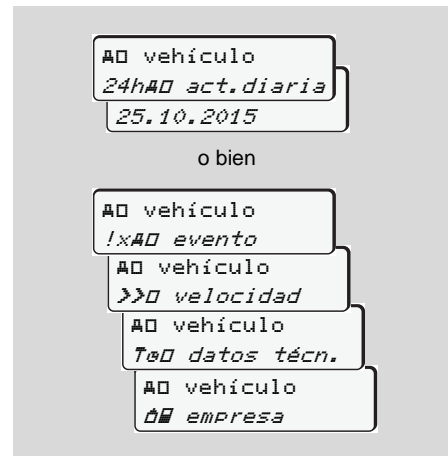 vehículo
24h act.diaria
25.10.2015
o bien
vehículo
!x evento
vehículo
>> velocidad
vehículo
datos técn.
vehículo
empresa